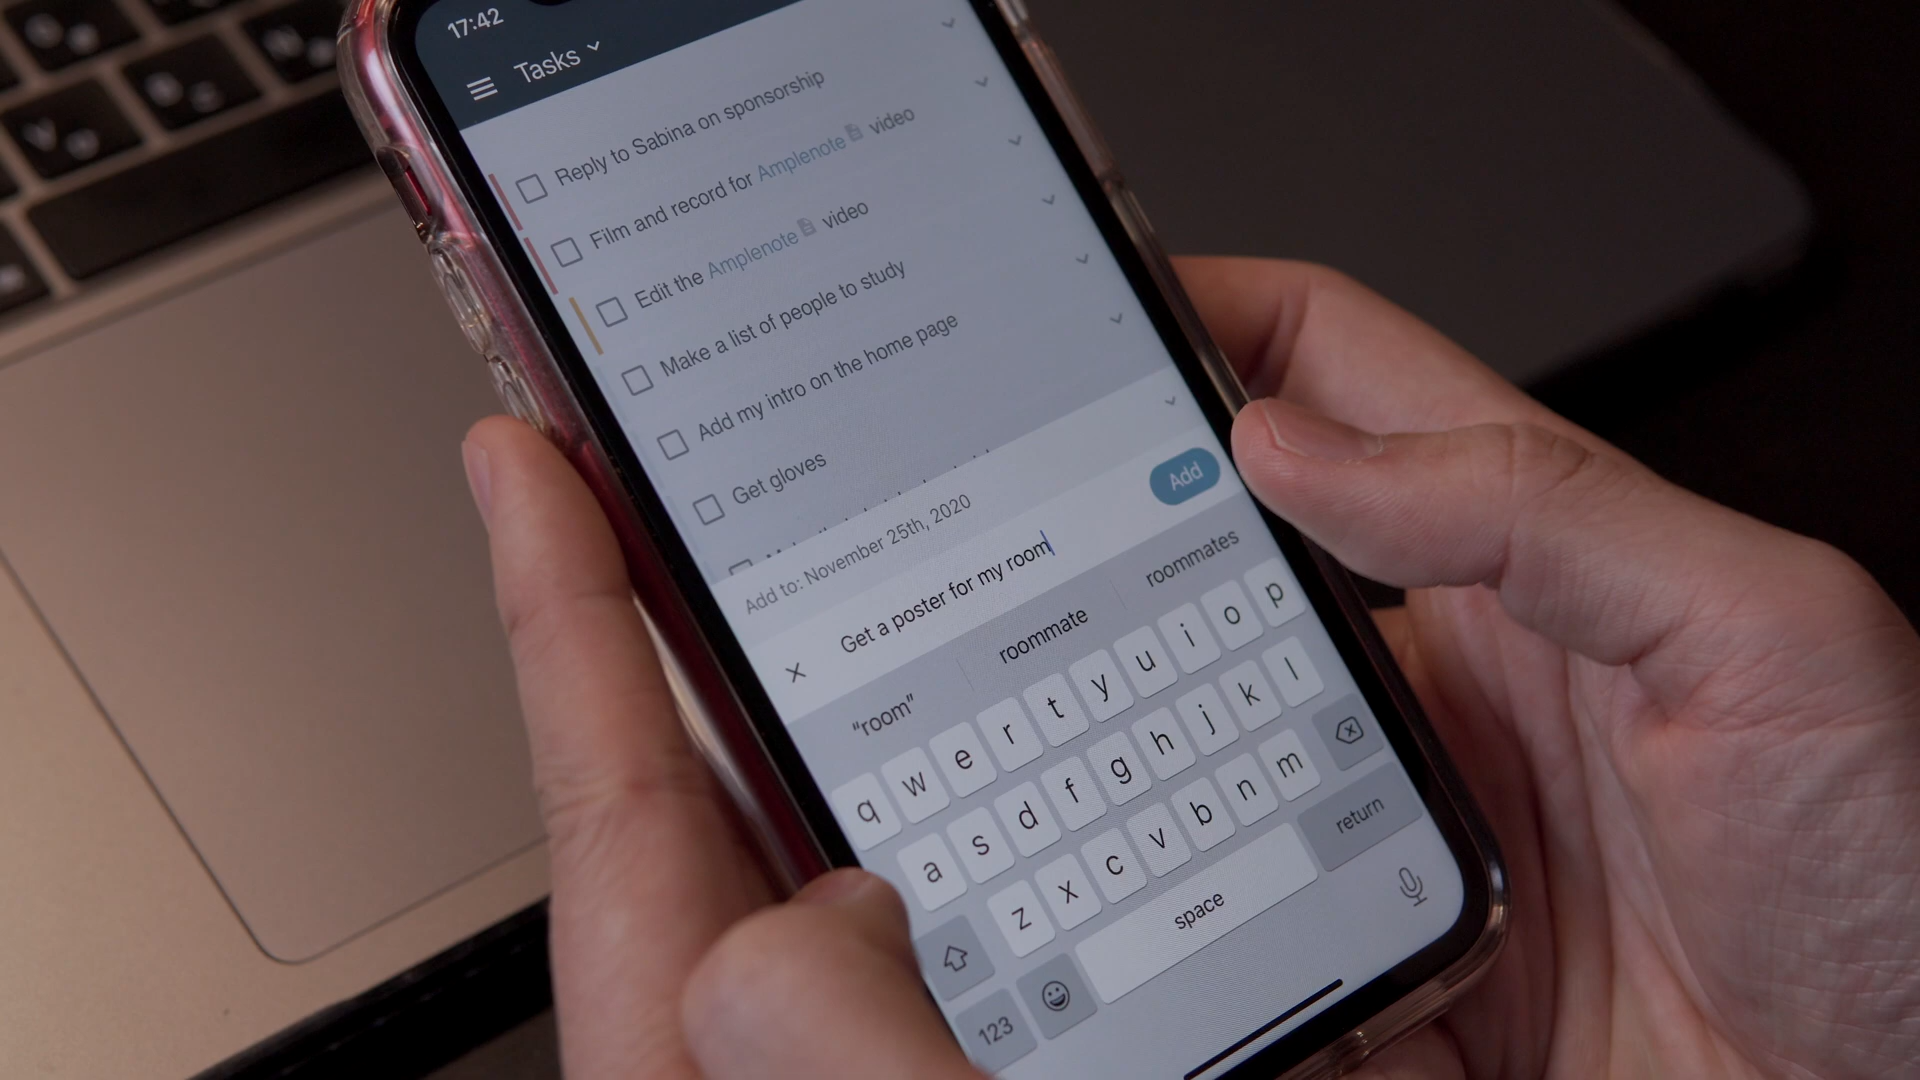 17:42
Tasks
Reply to Sabina on sponsorship
Film and record for Amplenote video
Edit the Amplenote video
Make a list of people to study
Add my intro on the home page
Get gloves
Add to: November 25th, 2020
Get a poster for my room
Add
“room” roommate roommates
q w e r t y u i o p
a s d f g h j k l
z x c v b n m
123 space return